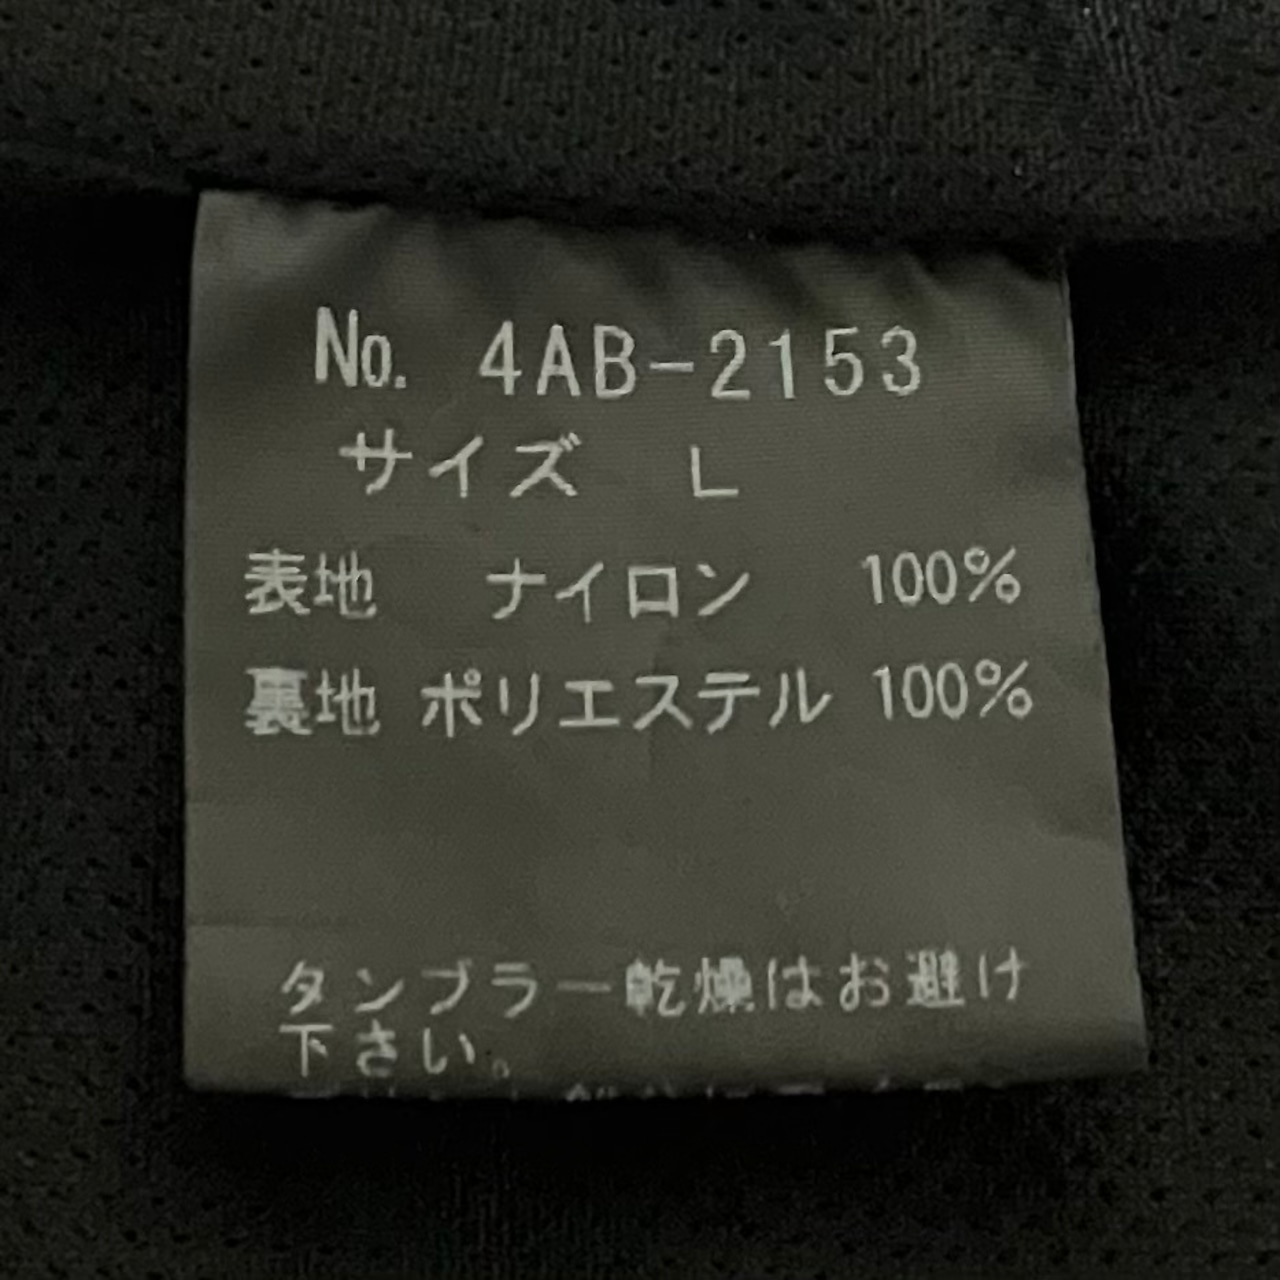 No. 4AB-2153
サイズ L
表地 ナイロン 100%
裏地 ポリエステル 100%
タンブラー乾燥はお避け
下さい。